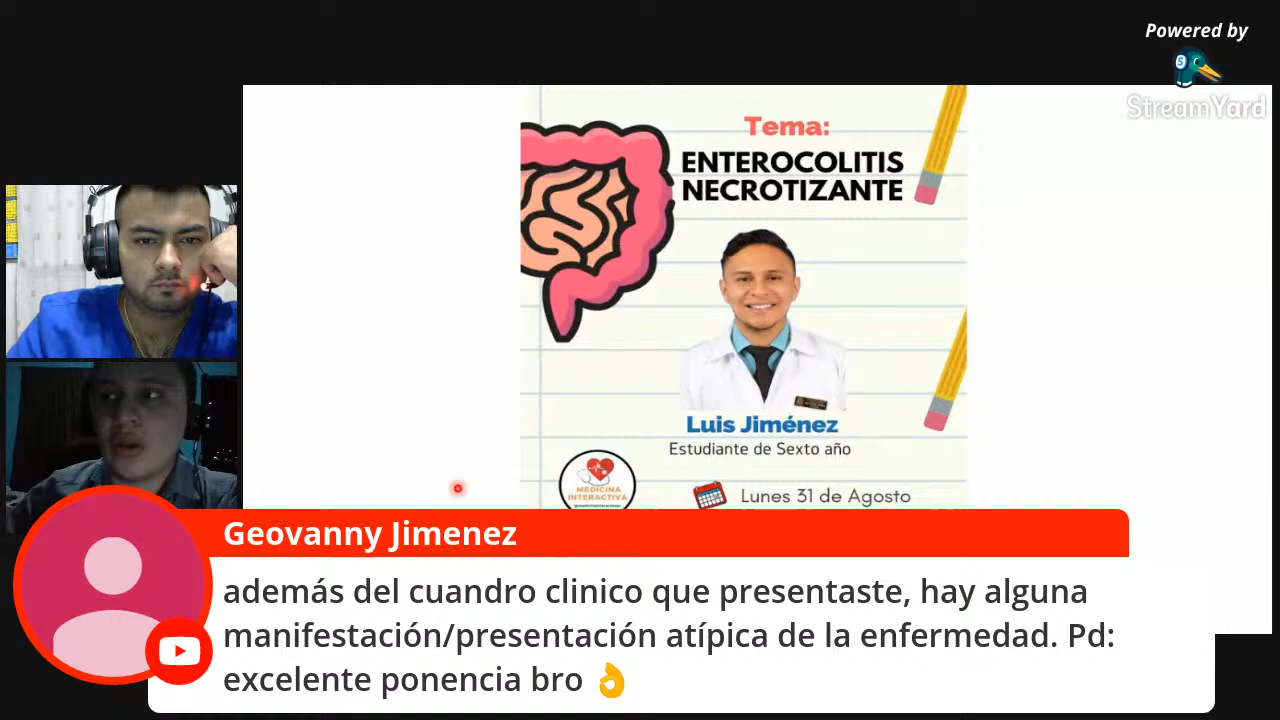 Powered by
StreamYard
Tema:
ENTEROCOLITIS
NECROTIZANTE
Luis Jiménez
Estudiante de Sexto año
MEDICINA
INTERACTIVA
Lunes 31 de Agosto
Geovanny Jimenez
además del cuandro clinico que presentaste, hay alguna
manifestación/presentación atípica de la enfermedad. Pd:
excelente ponencia bro 👌